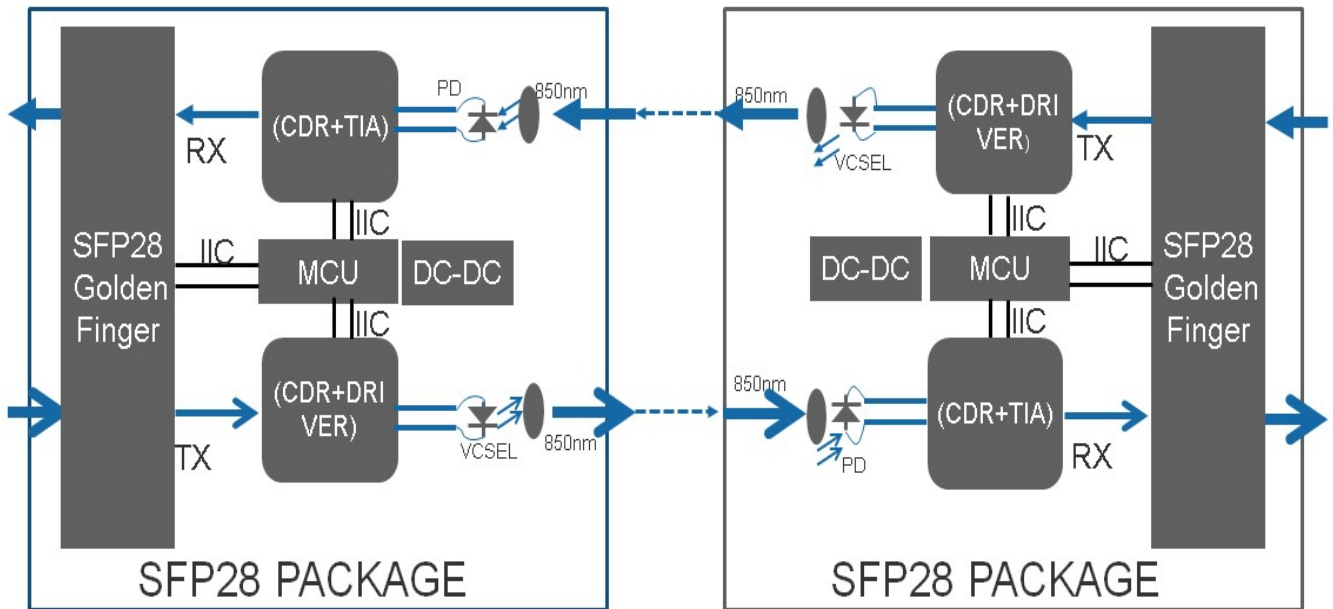 PD
850nm
(CDR+TIA)
RX
IIC
SFP28
Golden
Finger
IIC
MCU
DC-DC
IIC
(CDR+DRI
VER)
TX
VCSEL
850nm
SFP28 PACKAGE
850nm
(CDR+DRI
VER)
TX
VCSEL
IIC
DC-DC
MCU
IIC
SFP28
Golden
Finger
IIC
850nm
(CDR+TIA)
PD
RX
SFP28 PACKAGE